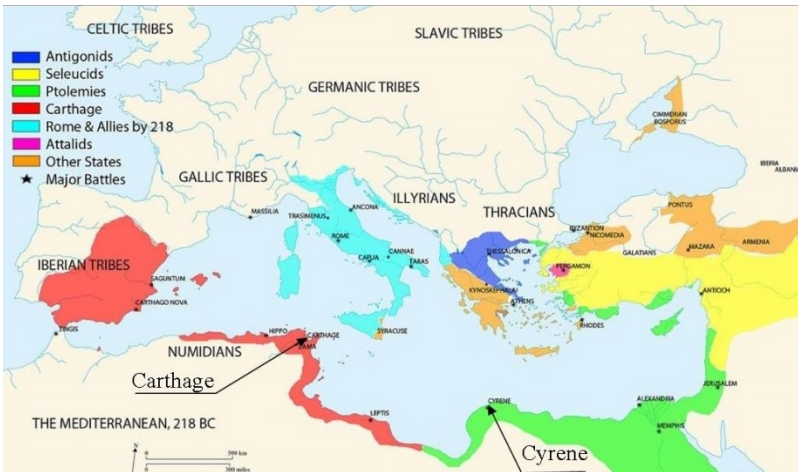 CELTIC TRIBES
SLAVIC TRIBES
Antigonids
Seleucids
Ptolemies
Carthage
Rome & Allies by 218
Attalids
Other States
Major Battles
GERMANIC TRIBES
CIMMERIAN
BOSPORUS
GALLIC TRIBES
IBERIA
ALBANI
ILLYRIANS
THRACIANS
MASSILIA
ANCONA
TRASIMENUS
ROME
CAPUA
CANNAE
TARAS
BYZANTION
NICOMEDIA
PONTUS
THESSALONICA
GALATIANS
MAZAKA
ARMENIA
IBERIAN TRIBES
SAGUNTUM
CARTHAGO NOVA
PERGAMON
KYNOSKEPHALAI
ATHENS
ANTIOCH
TINGIS
HIPPO
CARTHAGE
ZAMA
SYRACUSE
RHODES
NUMIDIANS
Carthage
JERUSALEM
THE MEDITERRANEAN, 218 BC
LEPTIS
CYRENE
ALEXANDRIA
MEMPHIS
Cyrene
N
500 km
300 miles